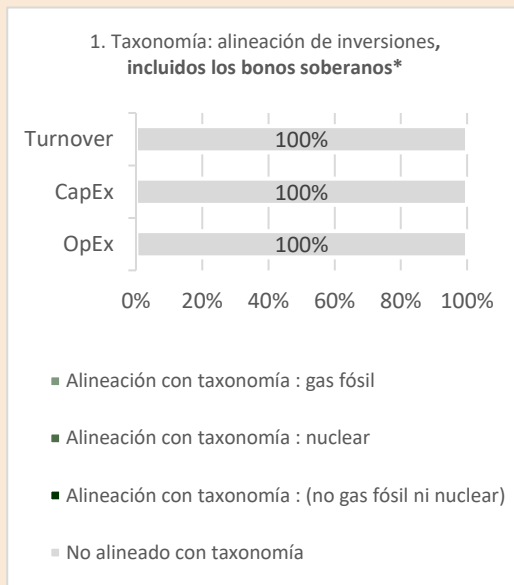 1. Taxonomía: alineación de inversiones,
incluidos los bonos soberanos*
Turnover 100%
CapEx 100%
OpEx 100%
0% 20% 40% 60% 80% 100%
Alineación con taxonomía : gas fósil
Alineación con taxonomía : nuclear
Alineación con taxonomía : (no gas fósil ni nuclear)
No alineado con taxonomía